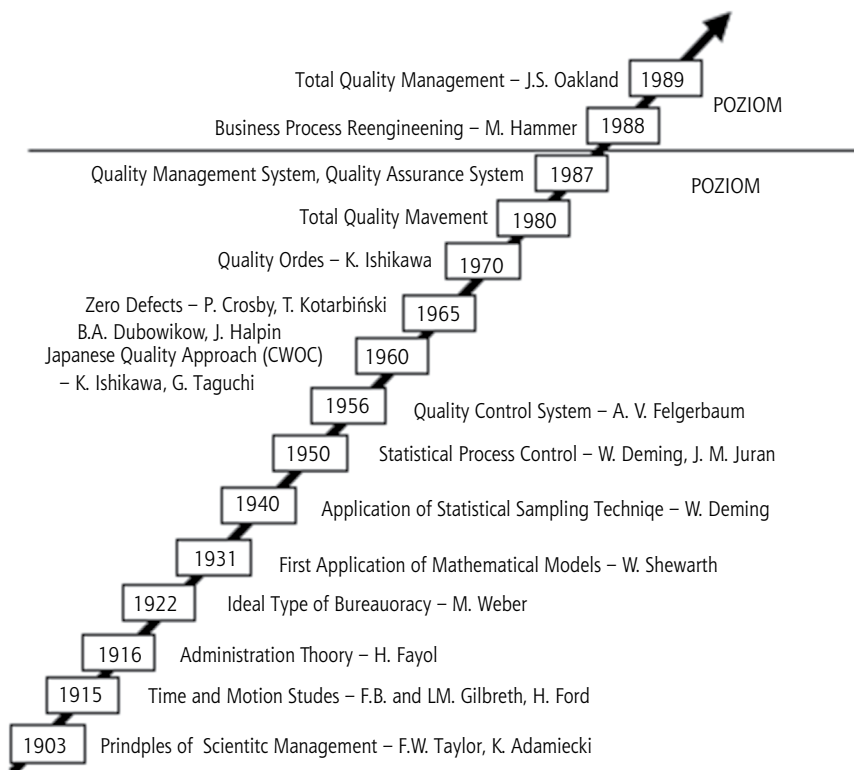 Total Quality Management – J.S. Oakland 1989
POZIOM
Business Process Reengineening – M. Hammer 1988
Quality Management System, Quality Assurance System 1987
POZIOM
Total Quality Mavement 1980
Quality Ordes – K. Ishikawa 1970
Zero Defects – P. Crosby, T. Kotarbiński 1965
B.A. Dubowikow, J. Halpin
Japanese Quality Approach (CWOC) 1960
– K. Ishikawa, G. Taguchi
1956 Quality Control System – A. V. Felgerbaum
1950 Statistical Process Control – W. Deming, J. M. Juran
1940 Application of Statistical Sampling Techniqe – W. Deming
1931 First Application of Mathematical Models – W. Shewarth
1922 Ideal Type of Bureauoracy – M. Weber
1916 Administration Thoory – H. Fayol
1915 Time and Motion Studes – F.B. and LM. Gilbreth, H. Ford
1903 Prindples of Scientitc Management – F.W. Taylor, K. Adamiecki